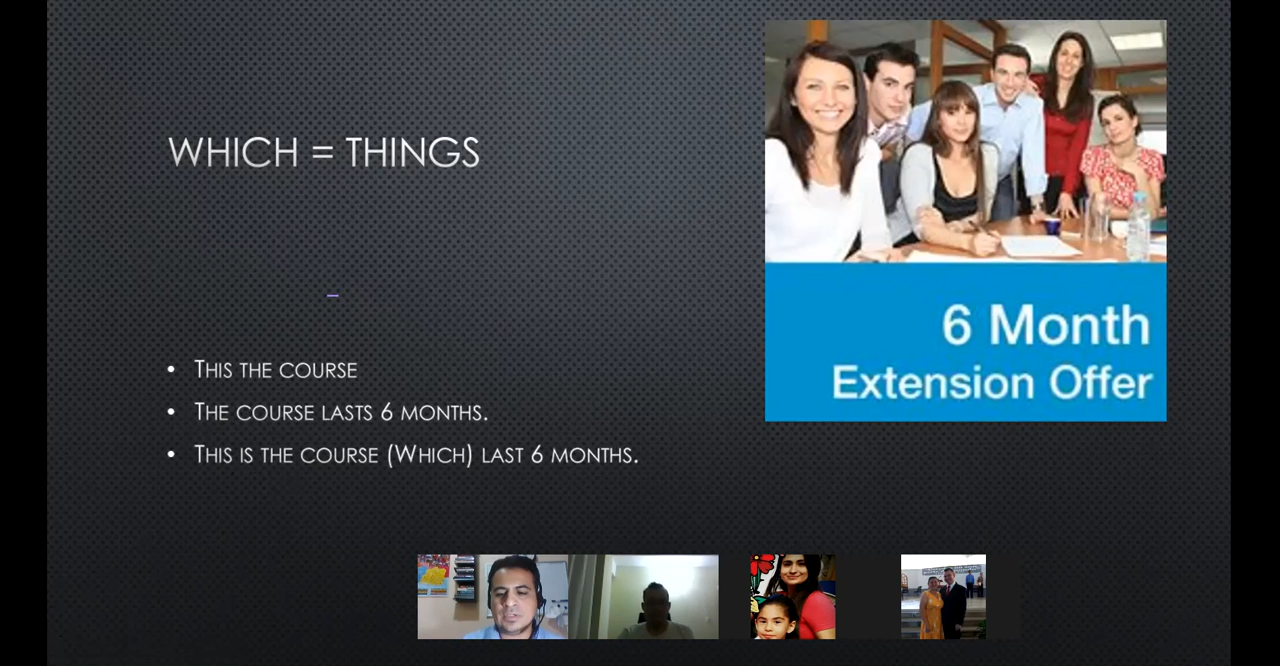 WHICH = THINGS
THIS THE COURSE
THE COURSE LASTS 6 MONTHS.
THIS IS THE COURSE (WHICH) LAST 6 MONTHS.
6 Month
Extension Offer